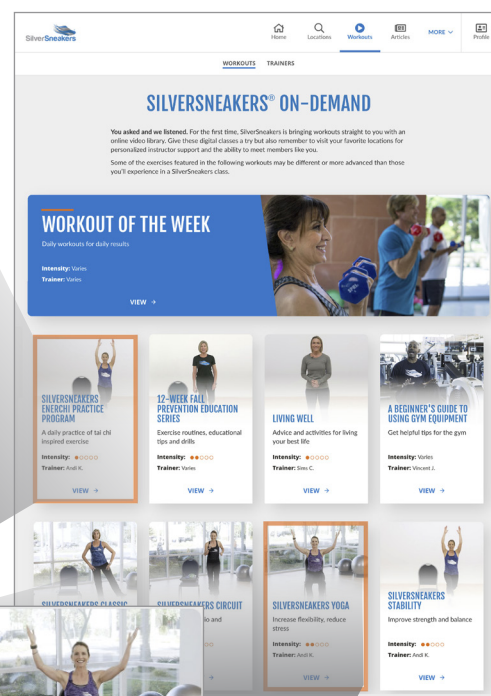 SilverSneakers
Home
Locations
Workouts
Articles
MORE
Profile
WORKOUTS TRAINERS
SILVERSNEAKERS® ON-DEMAND
You asked and we listened. For the first time, SilverSneakers is bringing workouts straight to you with an
online video library. Give these digital classes a try but also remember to visit your favorite locations for
personalized instructor support and the ability to meet members like you.
Some of the exercises featured in the following workouts may be different or more advanced than those
you'll experience in a SilverSneakers class.
WORKOUT OF THE WEEK
Daily workouts for daily results
Intensity: Varies
Trainer: Varies
VIEW →
SILVERSNEAKERS
ENERCHI PRACTICE
PROGRAM
A daily practice of tai chi
inspired exercise
Intensity:
Trainer: Andi K.
VIEW →
12-WEEK FALL
PREVENTION EDUCATION
SERIES
Exercise routines, educational
tips and drills
Intensity:
Trainer: Varies
VIEW →
LIVING WELL
Advice and activities for living
your best life
Intensity:
Trainer: Sims C.
VIEW →
A BEGINNER'S GUIDE TO
USING GYM EQUIPMENT
Get helpful tips for the gym
Intensity: Varies
Trainer: Vincent J.
VIEW →
SILVERSNEAKERS CLASSIC
SILVERSNEAKERS CIRCUIT
and
SILVERSNEAKERS YOGA
Increase flexibility, reduce
stress
Intensity:
Trainer: Andi K.
SILVERSNEAKERS
STABILITY
Improve strength and balance
Intensity:
Trainer: Andi K.
VIEW →